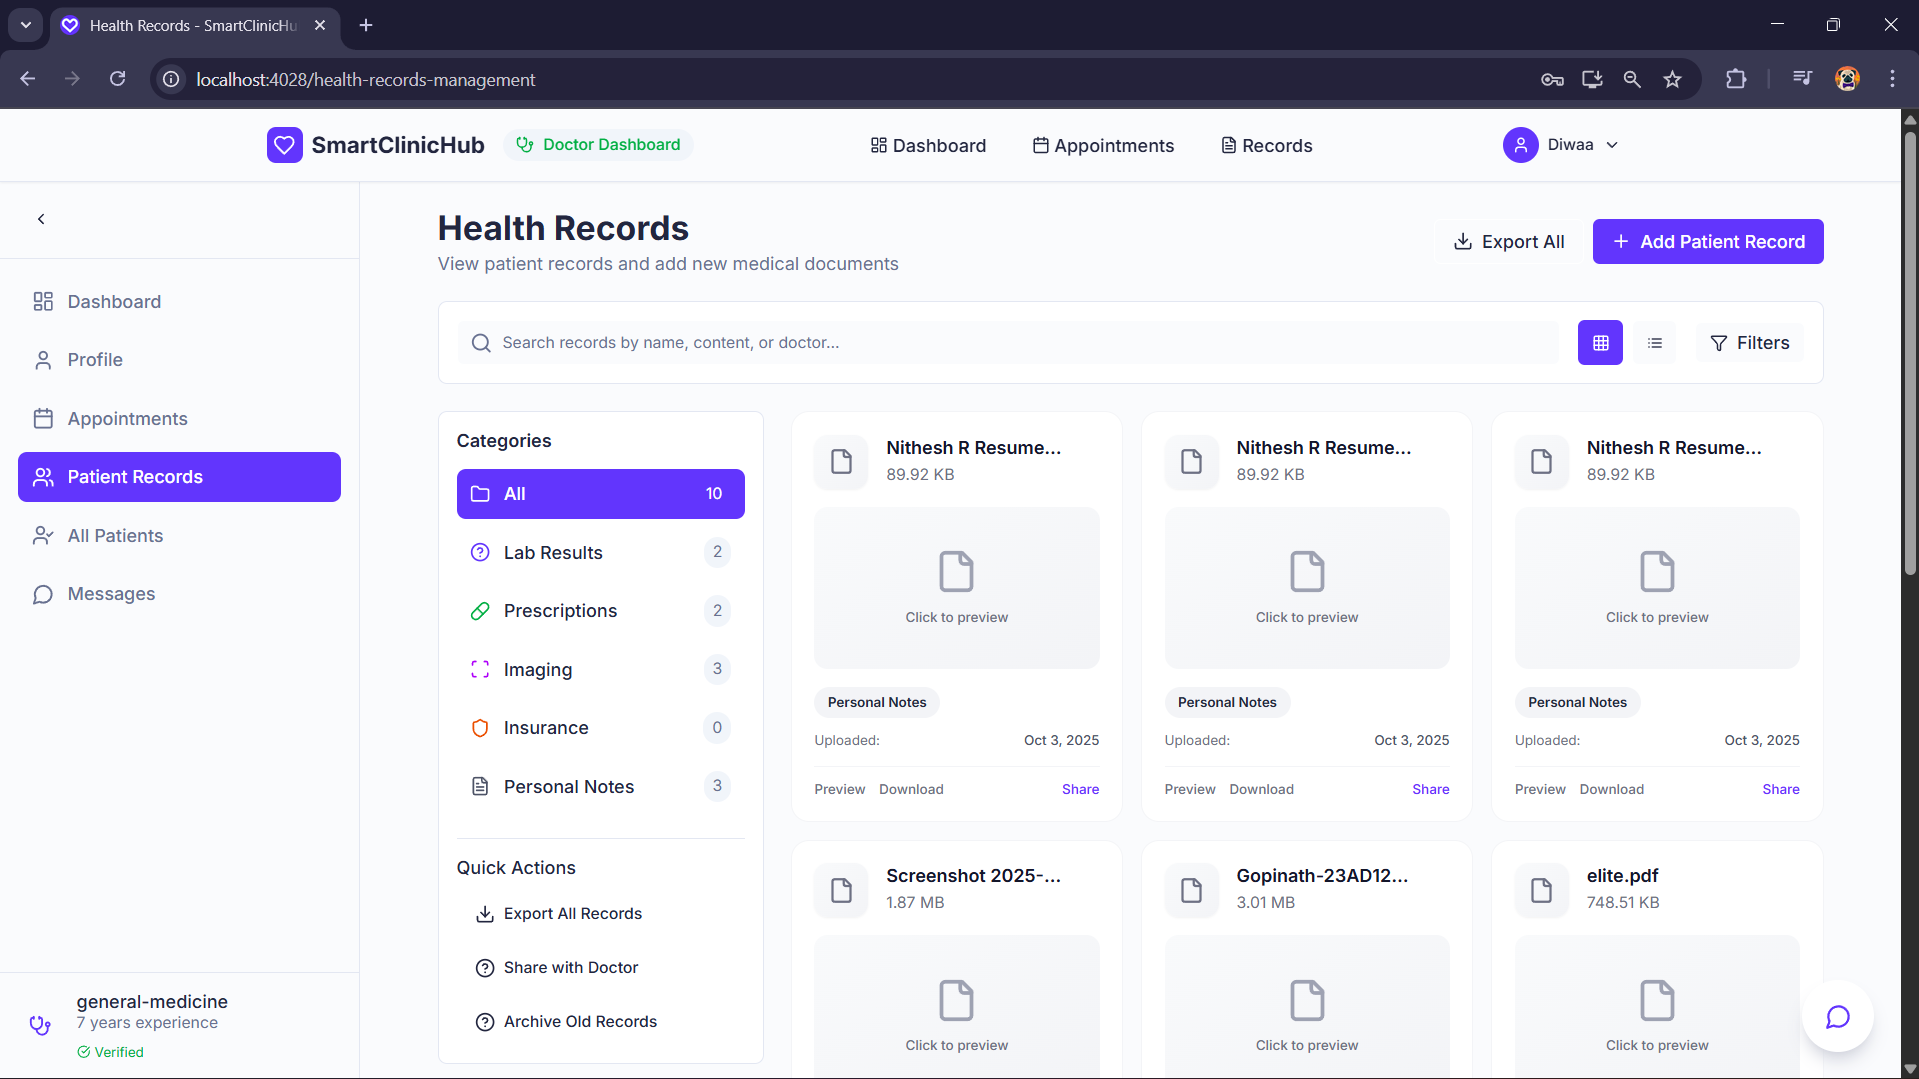 Health Records - SmartClinicHu
localhost:4028/health-records-management
SmartClinicHub
Doctor Dashboard
Dashboard
Appointments
Records
Diwaa
Dashboard
Profile
Appointments
Patient Records
All Patients
Messages
general-medicine
7 years experience
Verified
Health Records
View patient records and add new medical documents
Export All
Add Patient Record
Search records by name, content, or doctor...
Filters
Categories
All 10
Lab Results 2
Prescriptions 2
Imaging 3
Insurance 0
Personal Notes 3
Quick Actions
Export All Records
Share with Doctor
Archive Old Records
Nithesh R Resume...
89.92 KB
Click to preview
Personal Notes
Uploaded: Oct 3, 2025
Preview Download Share
Nithesh R Resume...
89.92 KB
Click to preview
Personal Notes
Uploaded: Oct 3, 2025
Preview Download Share
Nithesh R Resume...
89.92 KB
Click to preview
Personal Notes
Uploaded: Oct 3, 2025
Preview Download Share
Screenshot 2025-...
1.87 MB
Click to preview
Gopinath-23AD12...
3.01 MB
Click to preview
elite.pdf
748.51 KB
Click to preview